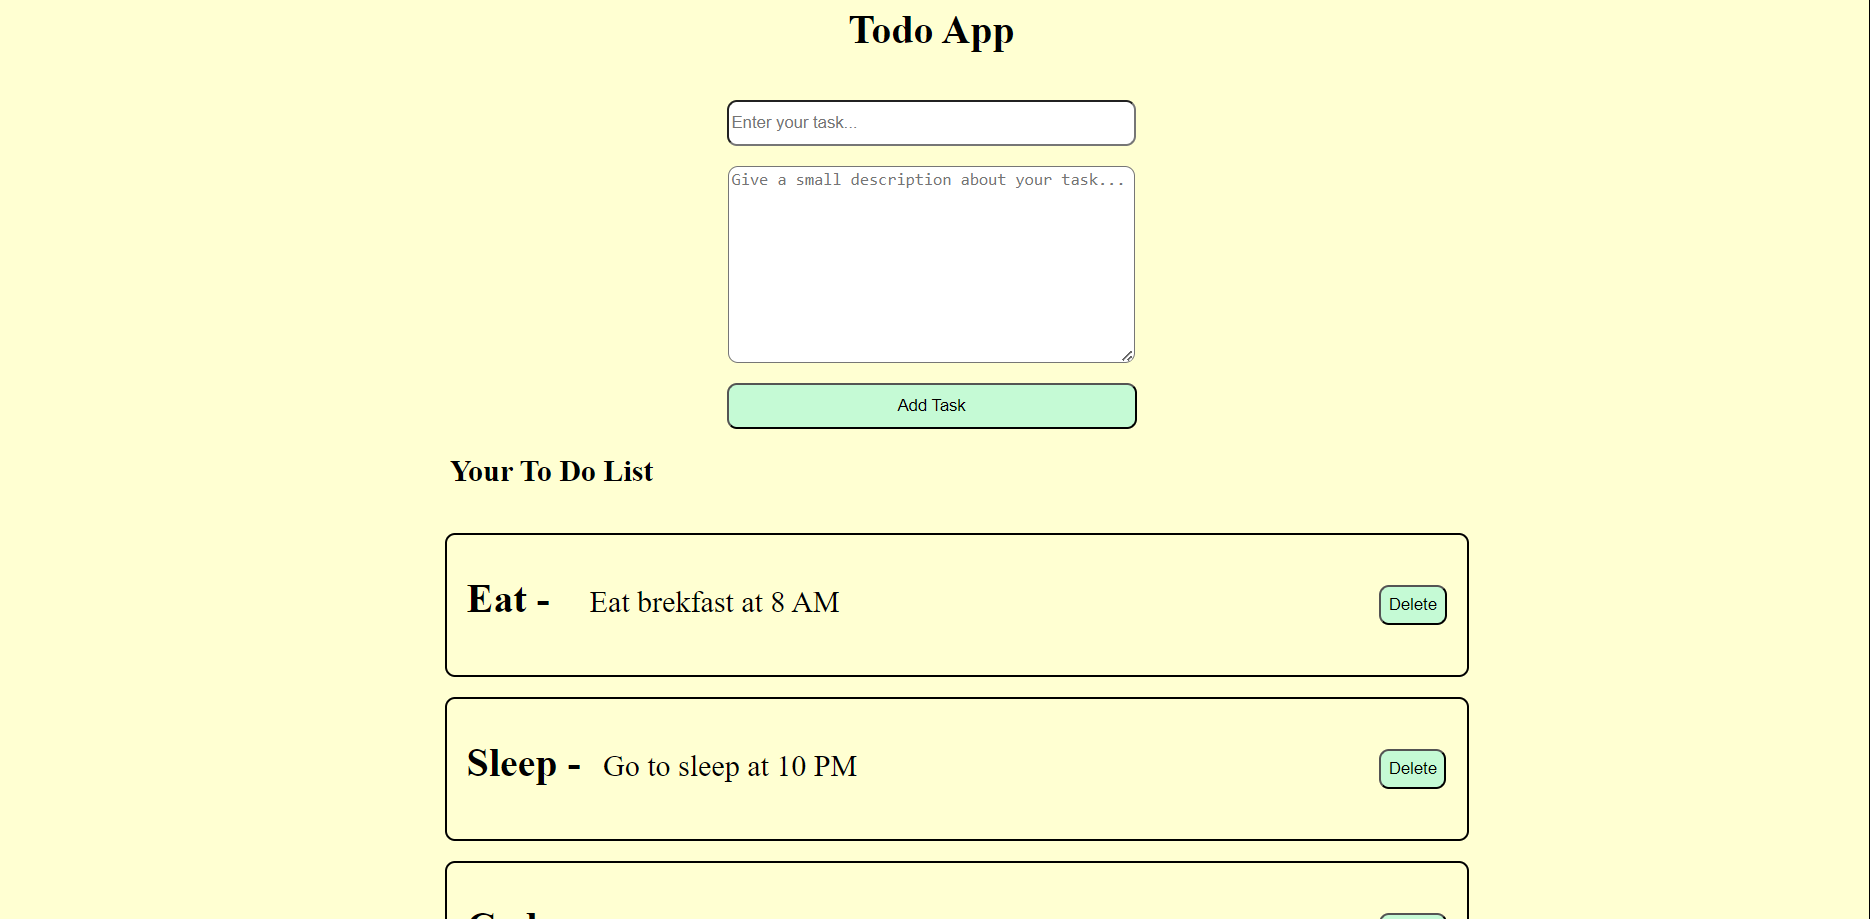 Todo App
Enter your task...
Give a small description about your task...
Add Task
Your To Do List
Eat - Eat brekfast at 8 AM
Delete
Sleep - Go to sleep at 10 PM
Delete